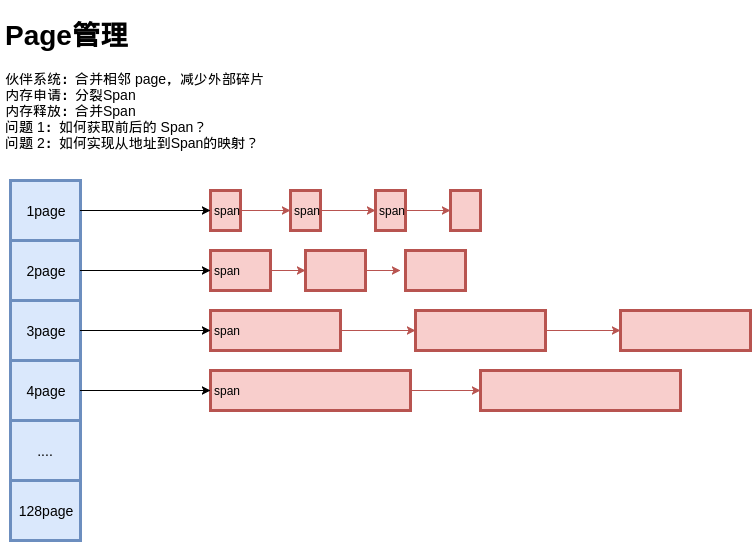 Page管理
伙伴系统：合并相邻 page，减少外部碎片
内存申请：分裂Span
内存释放：合并Span
问题 1：如何获取前后的 Span？
问题 2：如何实现从地址到Span的映射？
1page
span
span
span
2page
span
3page
span
4page
span
....
128page